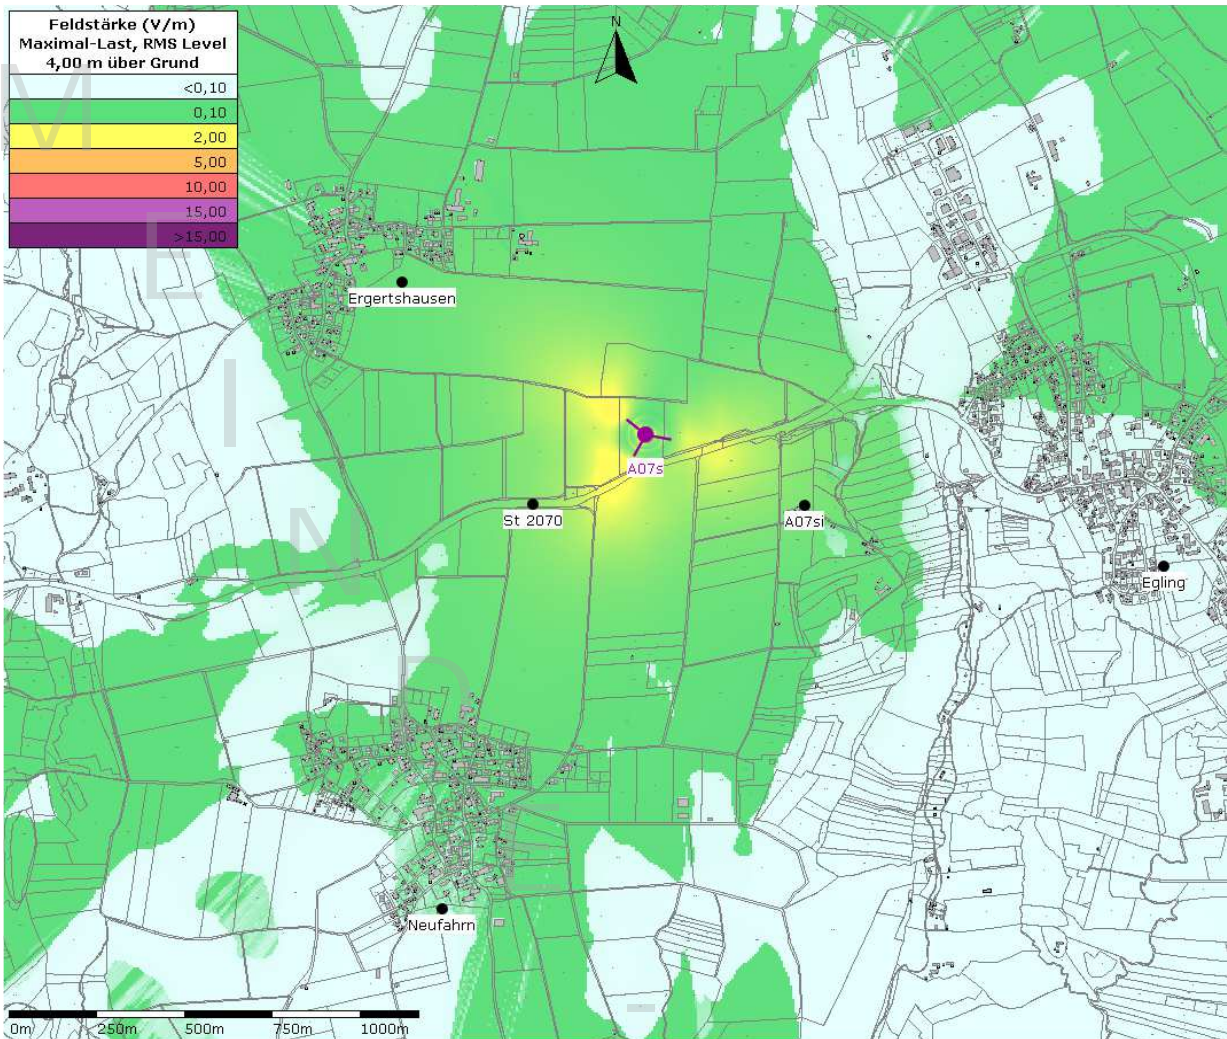 Feldstärke (V/m)
Maximal-Last, RMS Level
4,00 m über Grund
<0,10
0,10
2,00
5,00
10,00
15,00
>15,00
N
M
E
I
N
D
E
-
Ergertshausen
A07s
St 2070
A07si
Egling
Neufahrn
0m 250m 500m 750m 1000m